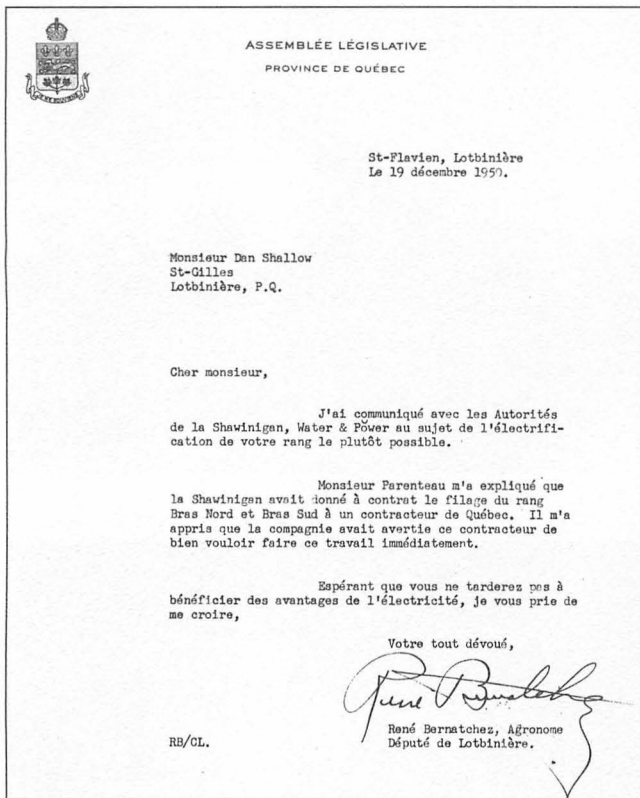 ASSEMBLÉE LÉGISLATIVE
PROVINCE DE QUÉBEC
JE ME SOUVIENS
St-Flavien, Lotbinière
Le 19 décembre 1950.
Monsieur Dan Shallow
St-Gilles
Lotbinière, P.Q.
Cher monsieur,
J'ai communiqué avec les Autorités
de la Shawinigan, Water & Power au sujet de l'électrifi-
cation de votre rang le plutôt possible.
Monsieur Parenteau m'a expliqué que
la Shawinigan avait donné à contrat le filage du rang
Bras Nord et Bras Sud à un contracteur de Québec. Il m'a
appris que la compagnie avait avertie ce contracteur de
bien vouloir faire ce travail immédiatement.
Espérant que vous ne tarderez pas à
bénéficier des avantages de l'électricité, je vous prie de
me croire,
Votre tout dévoué,
René Bernatchez
René Bernatchez, Agronome
Député de Lotbinière.
RB/CL.